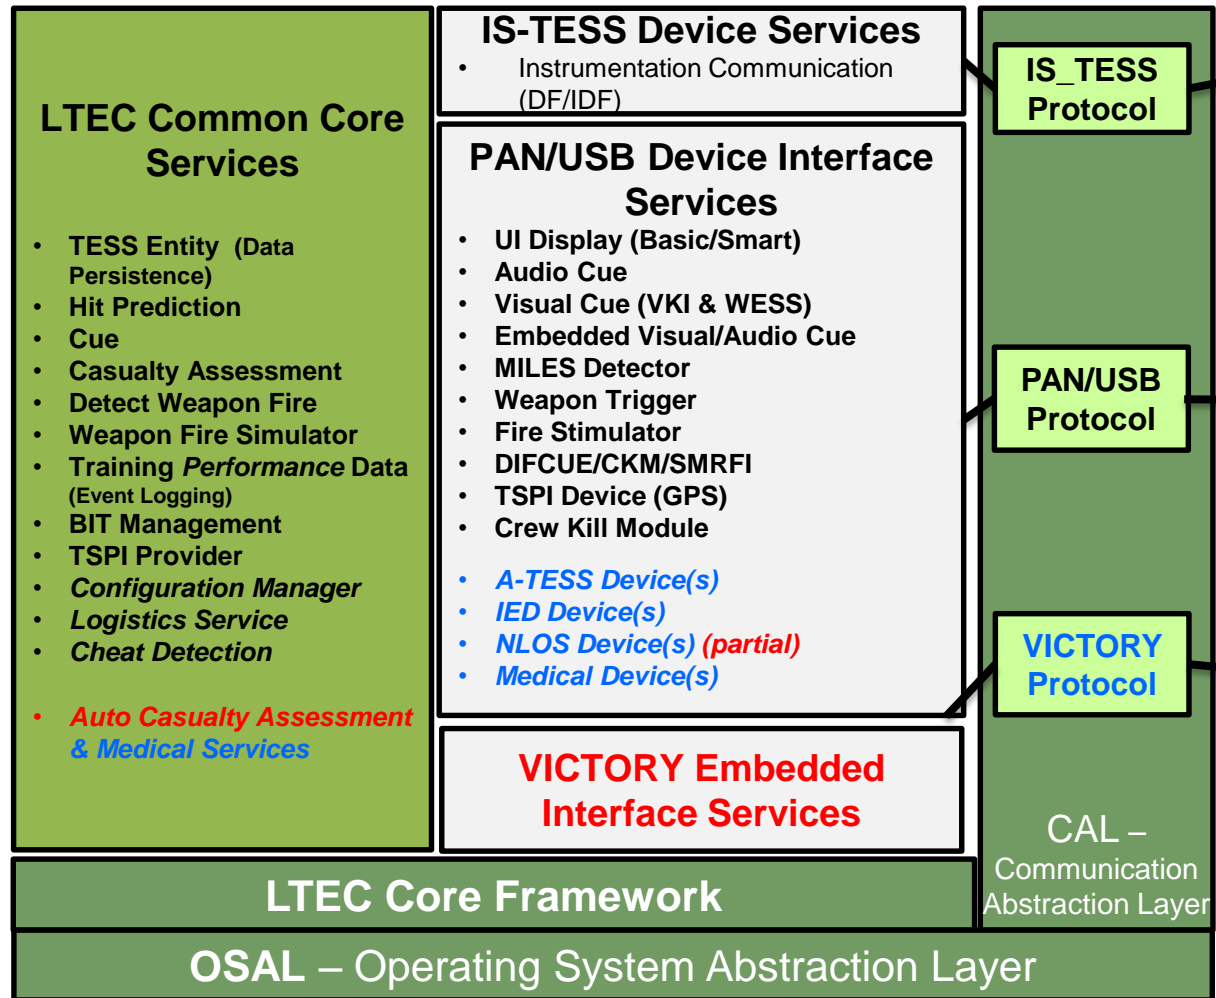 LTEC Common Core
Services
• TESS Entity (Data
Persistence)
• Hit Prediction
• Cue
• Casualty Assessment
• Detect Weapon Fire
• Weapon Fire Simulator
• Training Performance Data
(Event Logging)
• BIT Management
• TSPI Provider
• Configuration Manager
• Logistics Service
• Cheat Detection
• Auto Casualty Assessment
& Medical Services
IS-TESS Device Services
• Instrumentation Communication
(DF/IDF)
PAN/USB Device Interface
Services
• UI Display (Basic/Smart)
• Audio Cue
• Visual Cue (VKI & WESS)
• Embedded Visual/Audio Cue
• MILES Detector
• Weapon Trigger
• Fire Stimulator
• DIFCUE/CKM/SMRFI
• TSPI Device (GPS)
• Crew Kill Module
• A-TESS Device(s)
• IED Device(s)
• NLOS Device(s) (partial)
• Medical Device(s)
VICTORY Embedded
Interface Services
IS_TESS
Protocol
PAN/USB
Protocol
VICTORY
Protocol
CAL –
Communication
Abstraction Layer
LTEC Core Framework
OSAL – Operating System Abstraction Layer